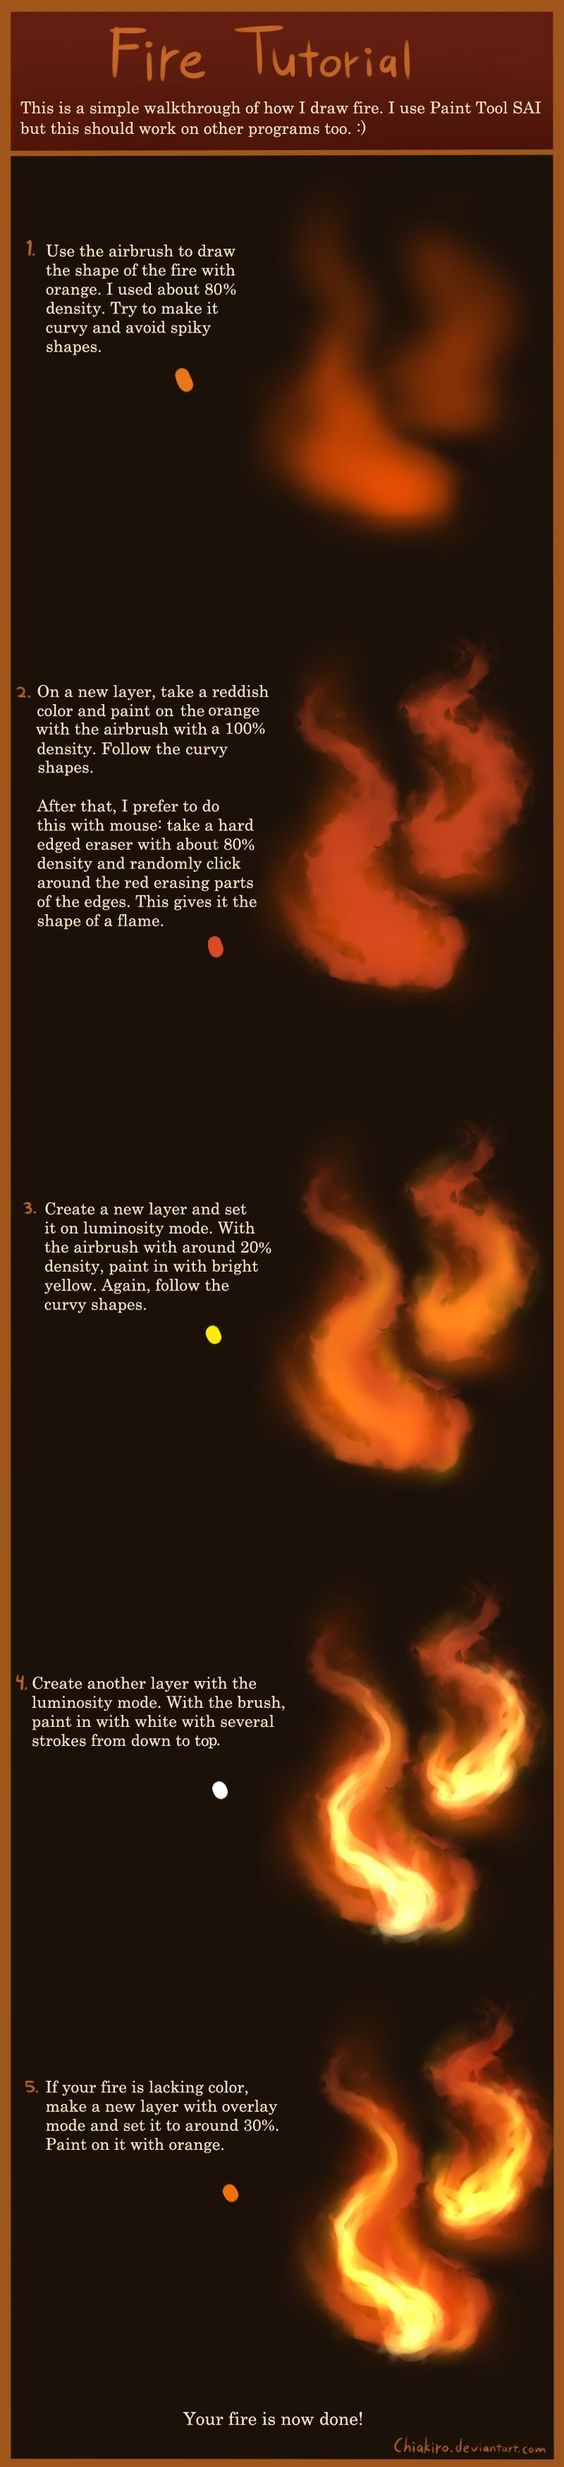 Fire Tutorial
This is a simple walkthrough of how I draw fire. I use Paint Tool SAI
but this should work on other programs too. :)
1. Use the airbrush to draw
the shape of the fire with
orange. I used about 80%
density. Try to make it
curvy and avoid spiky
shapes.
2. On a new layer, take a reddish
color and paint on the orange
with the airbrush with a 100%
density. Follow the curvy
shapes.
After that, I prefer to do
this with mouse: take a hard
edged eraser with about 80%
density and randomly click
around the red erasing parts
of the edges. This gives it the
shape of a flame.
3. Create a new layer and set
it on luminosity mode. With
the airbrush with around 20%
density, paint in with bright
yellow. Again, follow the
curvy shapes.
4. Create another layer with the
luminosity mode. With the brush,
paint in with white with several
strokes from down to top.
5. If your fire is lacking color,
make a new layer with overlay
mode and set it to around 30%.
Paint on it with orange.
Your fire is now done!
Chiakiro.deviantart.com